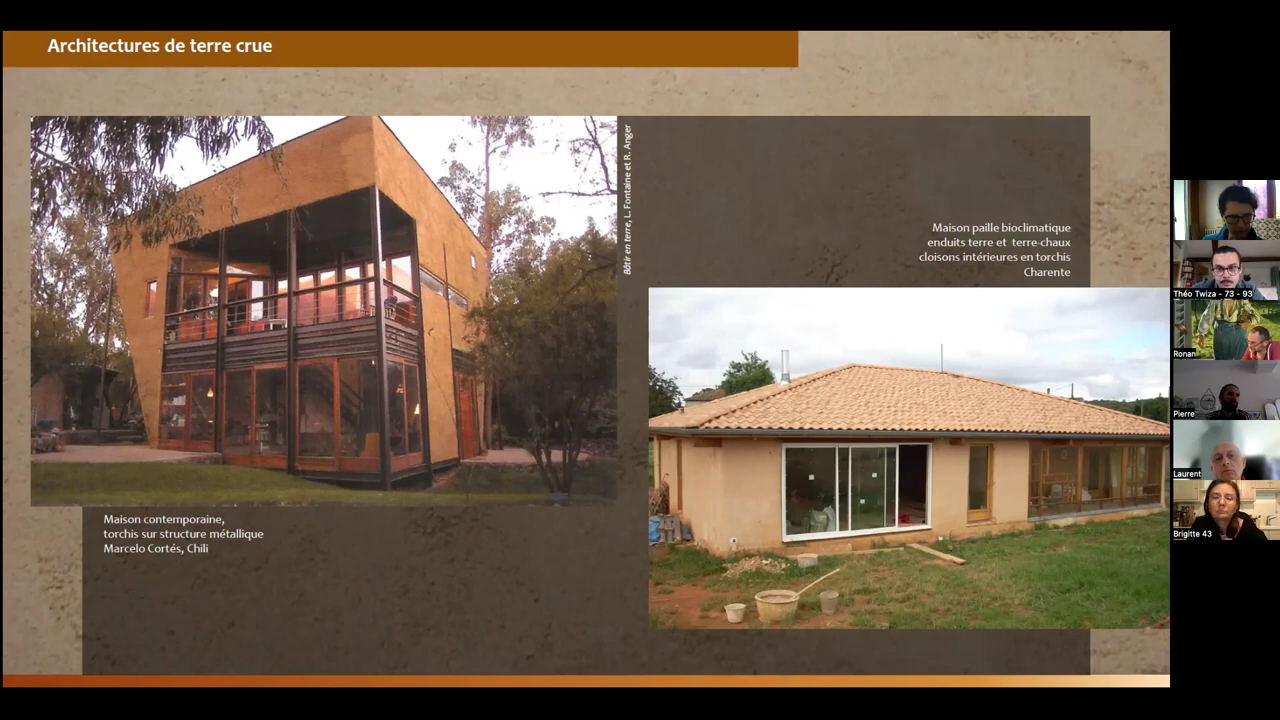 Architectures de terre crue
Bâtir en terre, L. Fontaine et R. Anger
Maison paille bioclimatique
enduits terre et terre-chaux
cloisons intérieures en torchis
Charente
Maison contemporaine,
torchis sur structure métallique
Marcelo Cortés, Chili
Théo Twiza - 73 - 93
Ronan
Pierre
Laurent
Brigitte 43